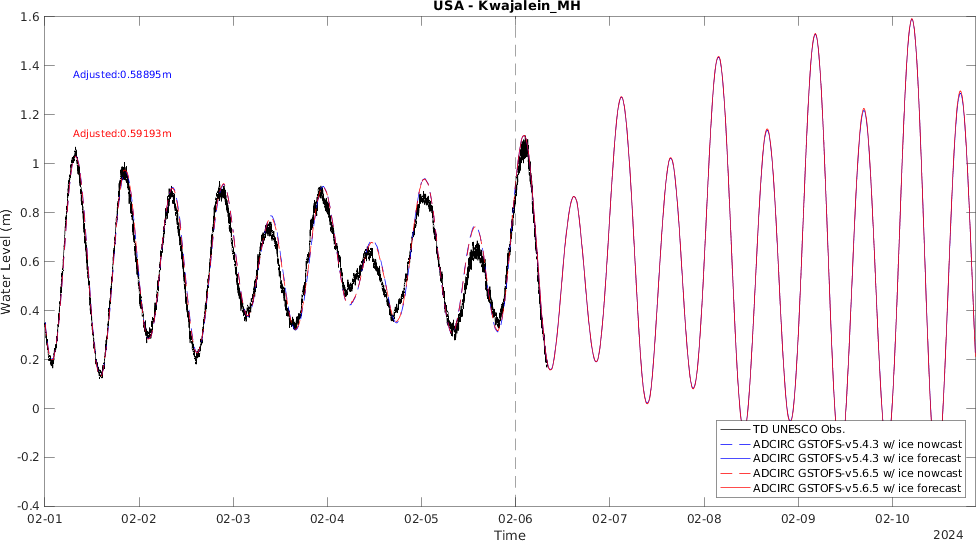 USA - Kwajalein_MH
1.6
1.4
1.2
1
0.8
0.6
0.4
0.2
0
-0.2
-0.4
Water Level (m)
Adjusted:0.58895m
Adjusted:0.59193m
TD UNESCO Obs.
ADCIRC GSTOFS-v5.4.3 w/ ice nowcast
ADCIRC GSTOFS-v5.4.3 w/ ice forecast
ADCIRC GSTOFS-v5.6.5 w/ ice nowcast
ADCIRC GSTOFS-v5.6.5 w/ ice forecast
02-01 02-02 02-03 02-04 02-05 02-06 02-07 02-08 02-09 02-10
Time
2024